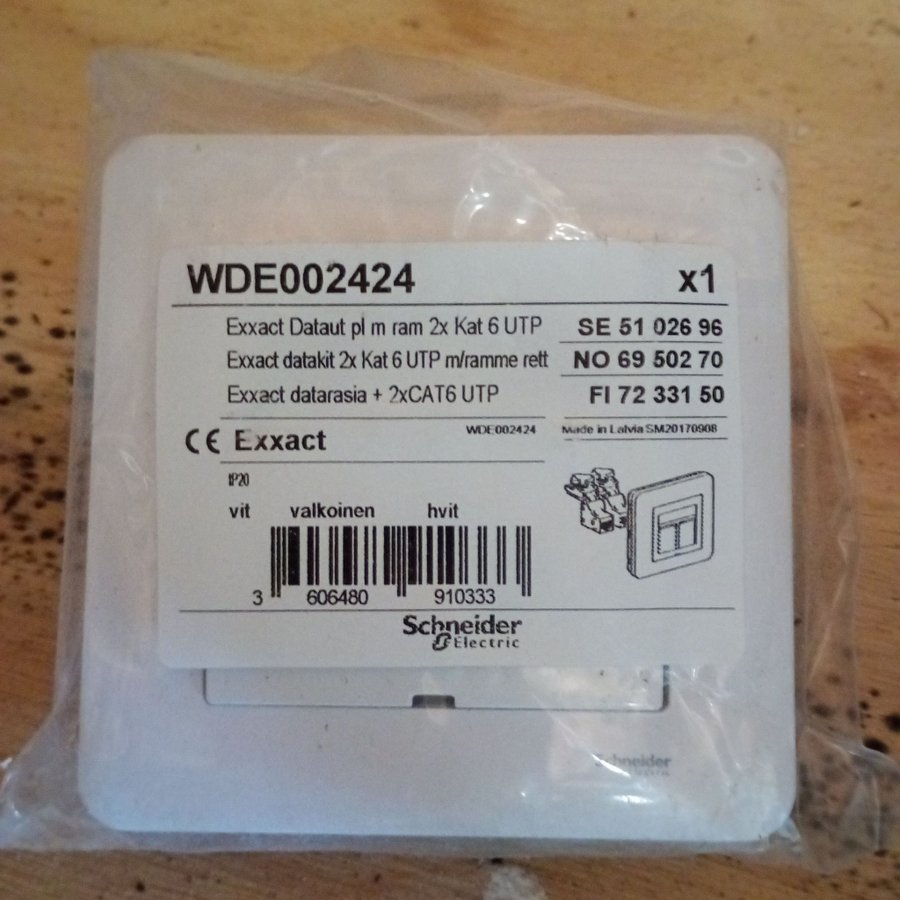 WDE002424 x1
Exxact Dataut pl m ram 2x Kat 6 UTP SE 51 026 96
Exxact datakit 2x Kat 6 UTP m/ramme rett NO 69 502 70
Exxact datarasia + 2xCAT6 UTP FI 72 331 50
CE Exxact WDE002424 Made in Latvia SM20170908
IP20
vit valkoinen hvit
3 606480 910333
Schneider
Electric
Schneider
Electric